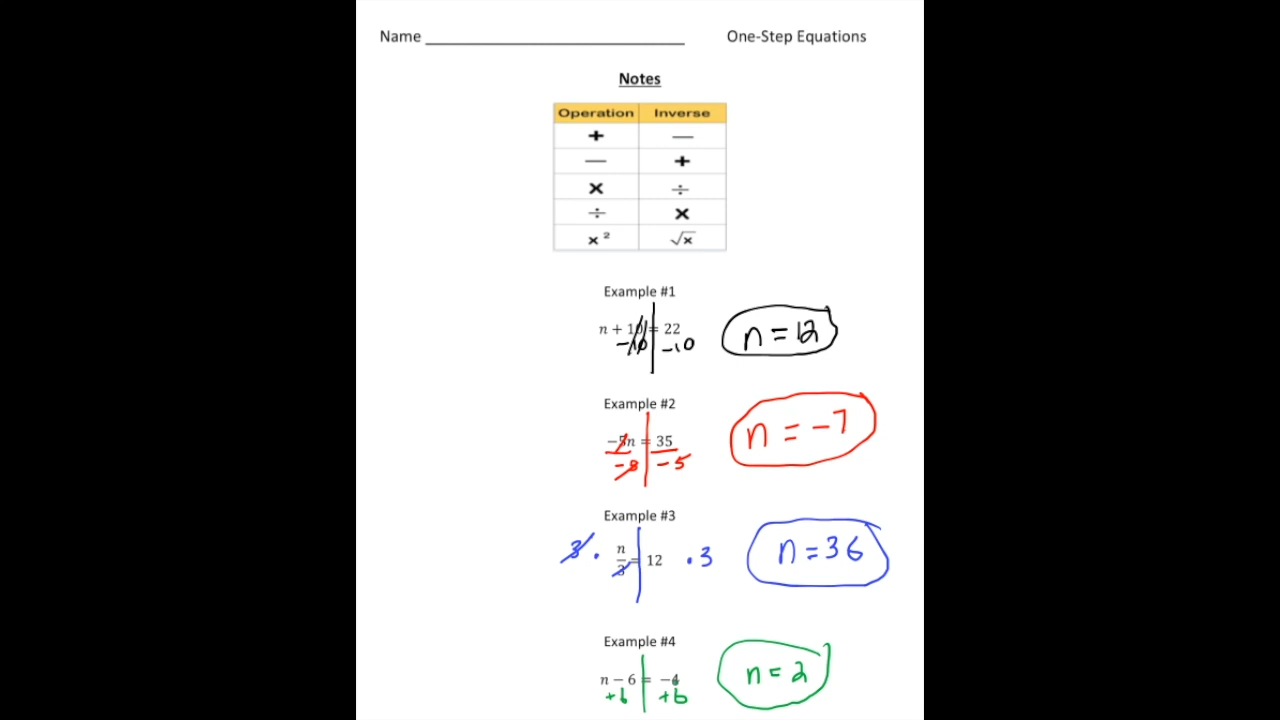 Name ______________________________ One-Step Equations
Notes
Operation Inverse
+ —
— +
× ÷
÷ ×
x² √x
Example #1
n + 10 = 22 n = 12
-10 -10
Example #2
−5n = 35 n = -7
-5 -5
Example #3
3 · n/3 = 12 · 3 n = 36
Example #4
n − 6 = −4 n = 2
+6 +6